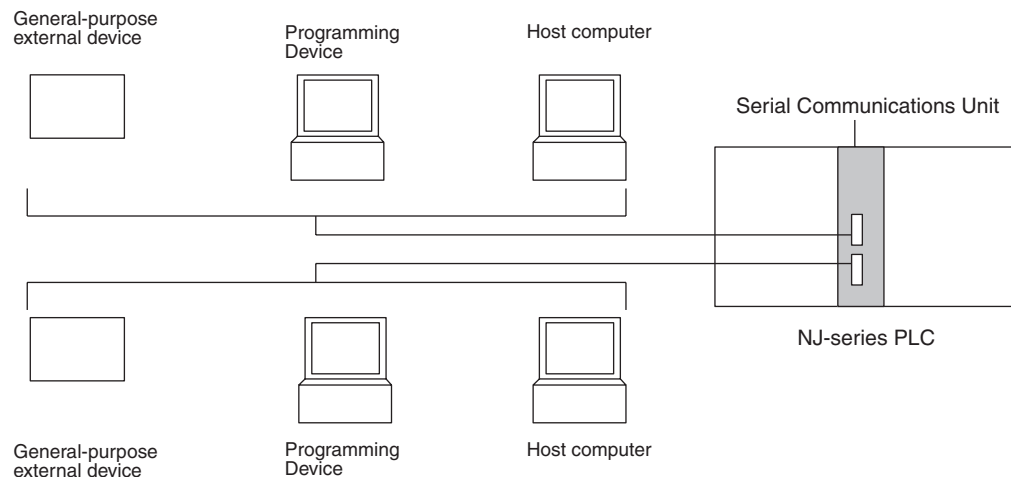 General-purpose
external device
Programming
Device
Host computer
Serial Communications Unit
NJ-series PLC
General-purpose
external device
Programming
Device
Host computer